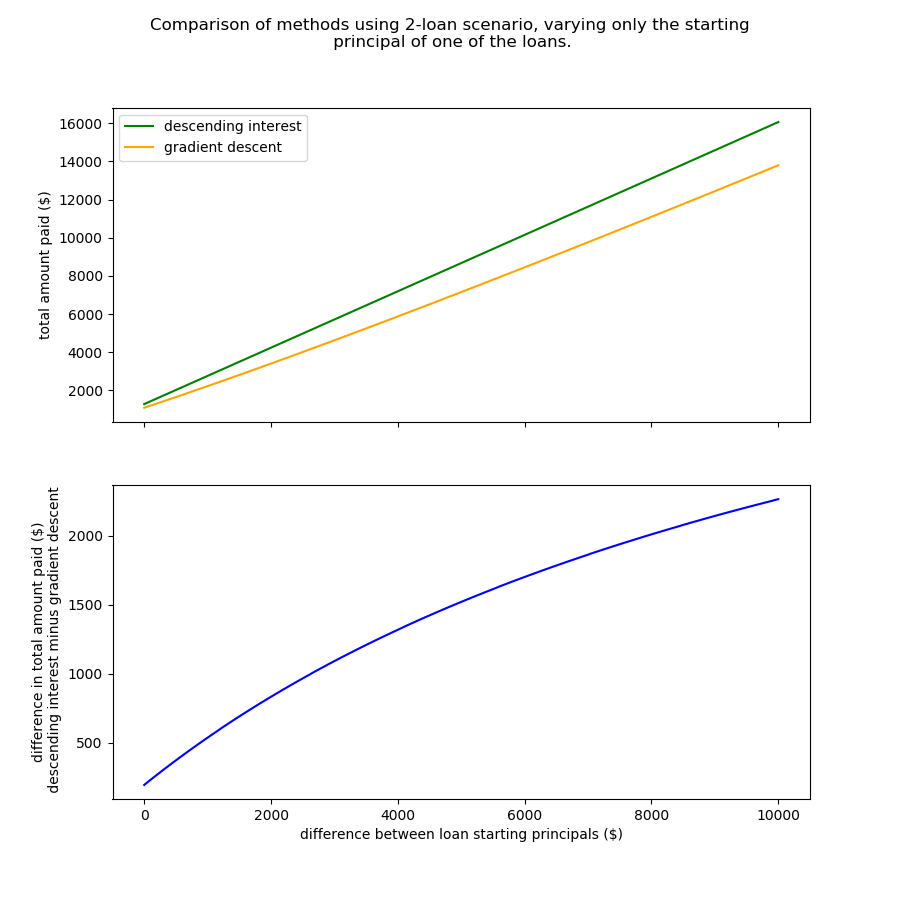 Comparison of methods using 2-loan scenario, varying only the starting
principal of one of the loans.
descending interest
gradient descent
total amount paid ($)
16000
14000
12000
10000
8000
6000
4000
2000
difference in total amount paid ($)
descending interest minus gradient descent
2000
1500
1000
500
0 2000 4000 6000 8000 10000
difference between loan starting principals ($)